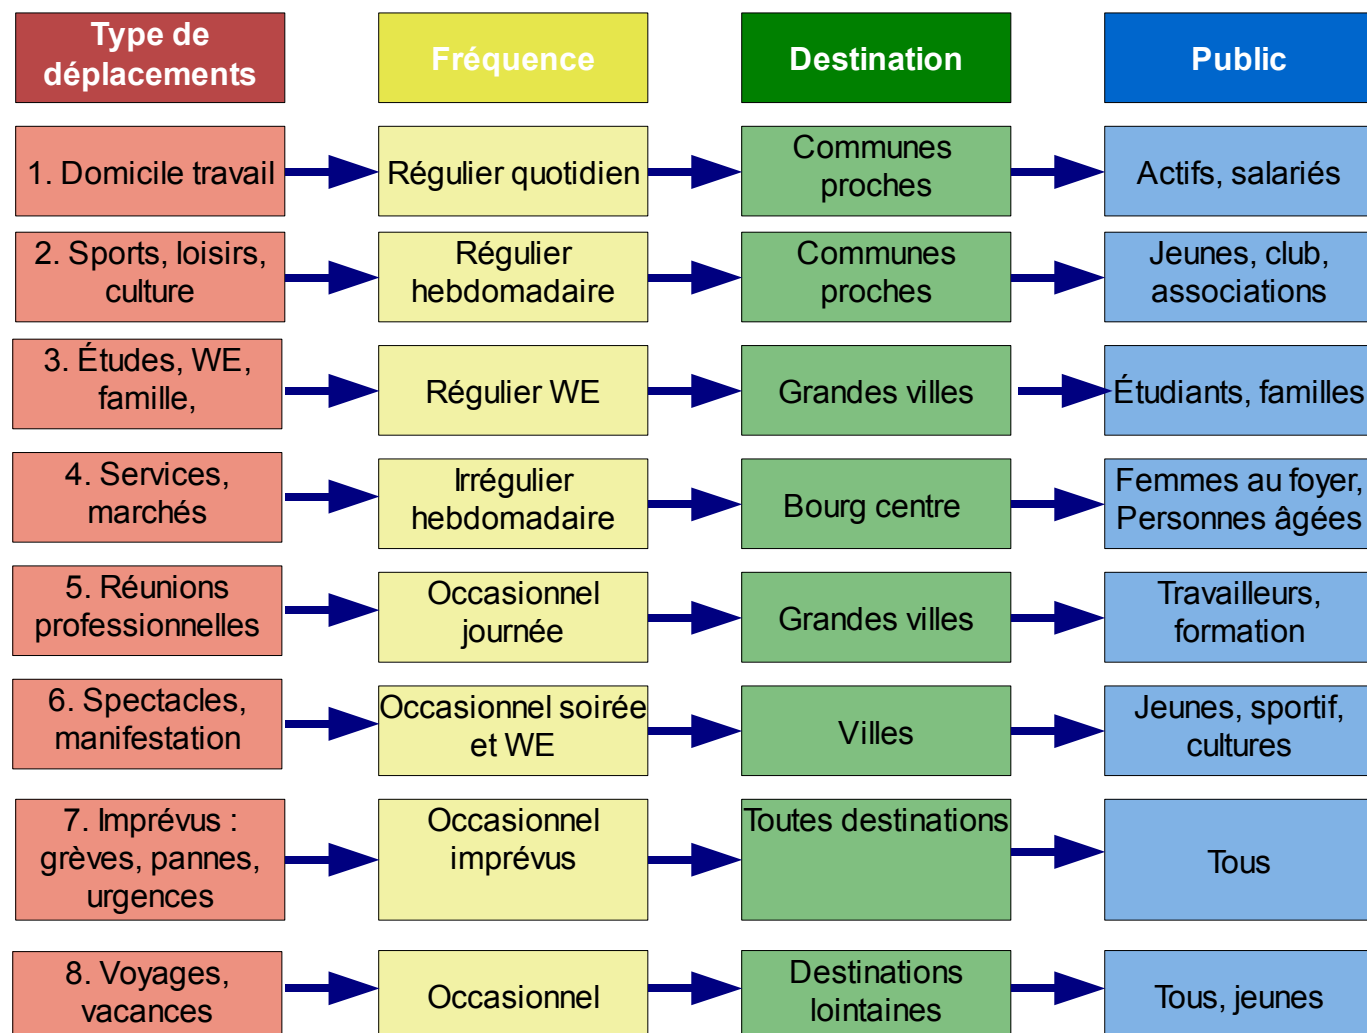 Type de
déplacements
Fréquence
Destination
Public
1. Domicile travail
Régulier quotidien
Communes
proches
Actifs, salariés
2. Sports, loisirs,
culture
Régulier
hebdomadaire
Communes
proches
Jeunes, club,
associations
3. Études, WE,
famille,
Régulier WE
Grandes villes
Étudiants, familles
4. Services,
marchés
Irrégulier
hebdomadaire
Bourg centre
Femmes au foyer,
Personnes âgées
5. Réunions
professionnelles
Occasionnel
journée
Grandes villes
Travailleurs,
formation
6. Spectacles,
manifestation
Occasionnel soirée
et WE
Villes
Jeunes, sportif,
cultures
7. Imprévus :
grèves, pannes,
urgences
Occasionnel
imprévus
Toutes destinations
Tous
8. Voyages,
vacances
Occasionnel
Destinations
lointaines
Tous, jeunes